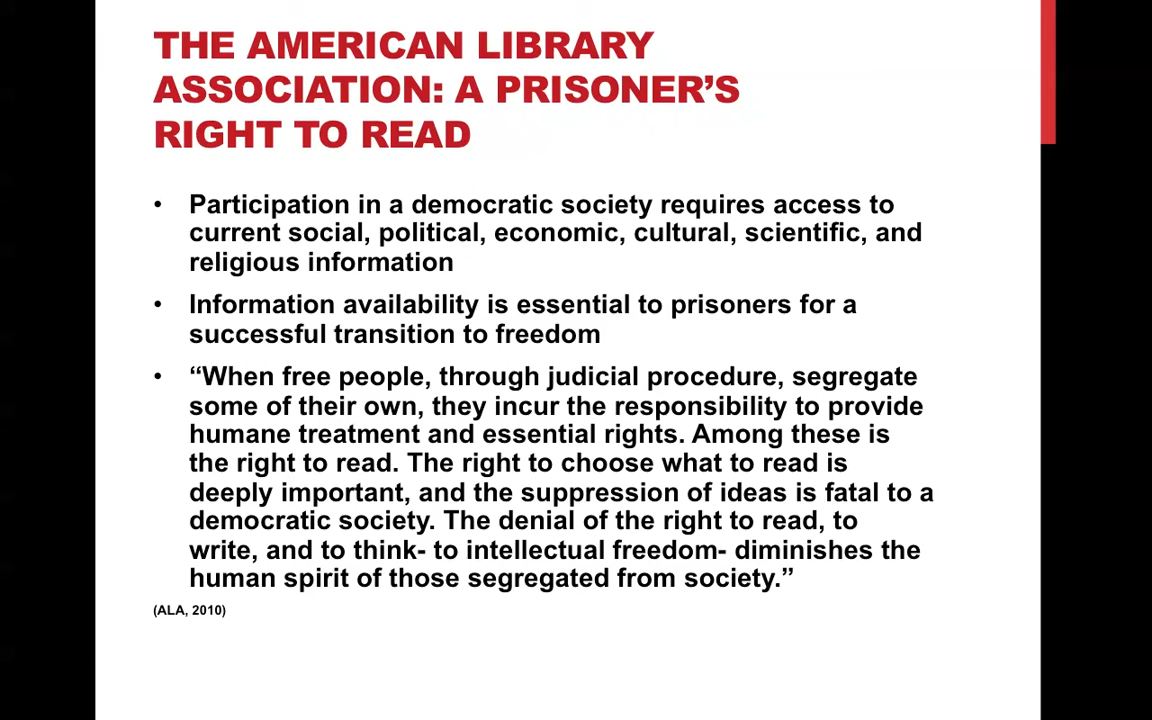 THE AMERICAN LIBRARY
ASSOCIATION: A PRISONER’S
RIGHT TO READ
• Participation in a democratic society requires access to
current social, political, economic, cultural, scientific, and
religious information
• Information availability is essential to prisoners for a
successful transition to freedom
• “When free people, through judicial procedure, segregate
some of their own, they incur the responsibility to provide
humane treatment and essential rights. Among these is
the right to read. The right to choose what to read is
deeply important, and the suppression of ideas is fatal to a
democratic society. The denial of the right to read, to
write, and to think- to intellectual freedom- diminishes the
human spirit of those segregated from society.”
(ALA, 2010)